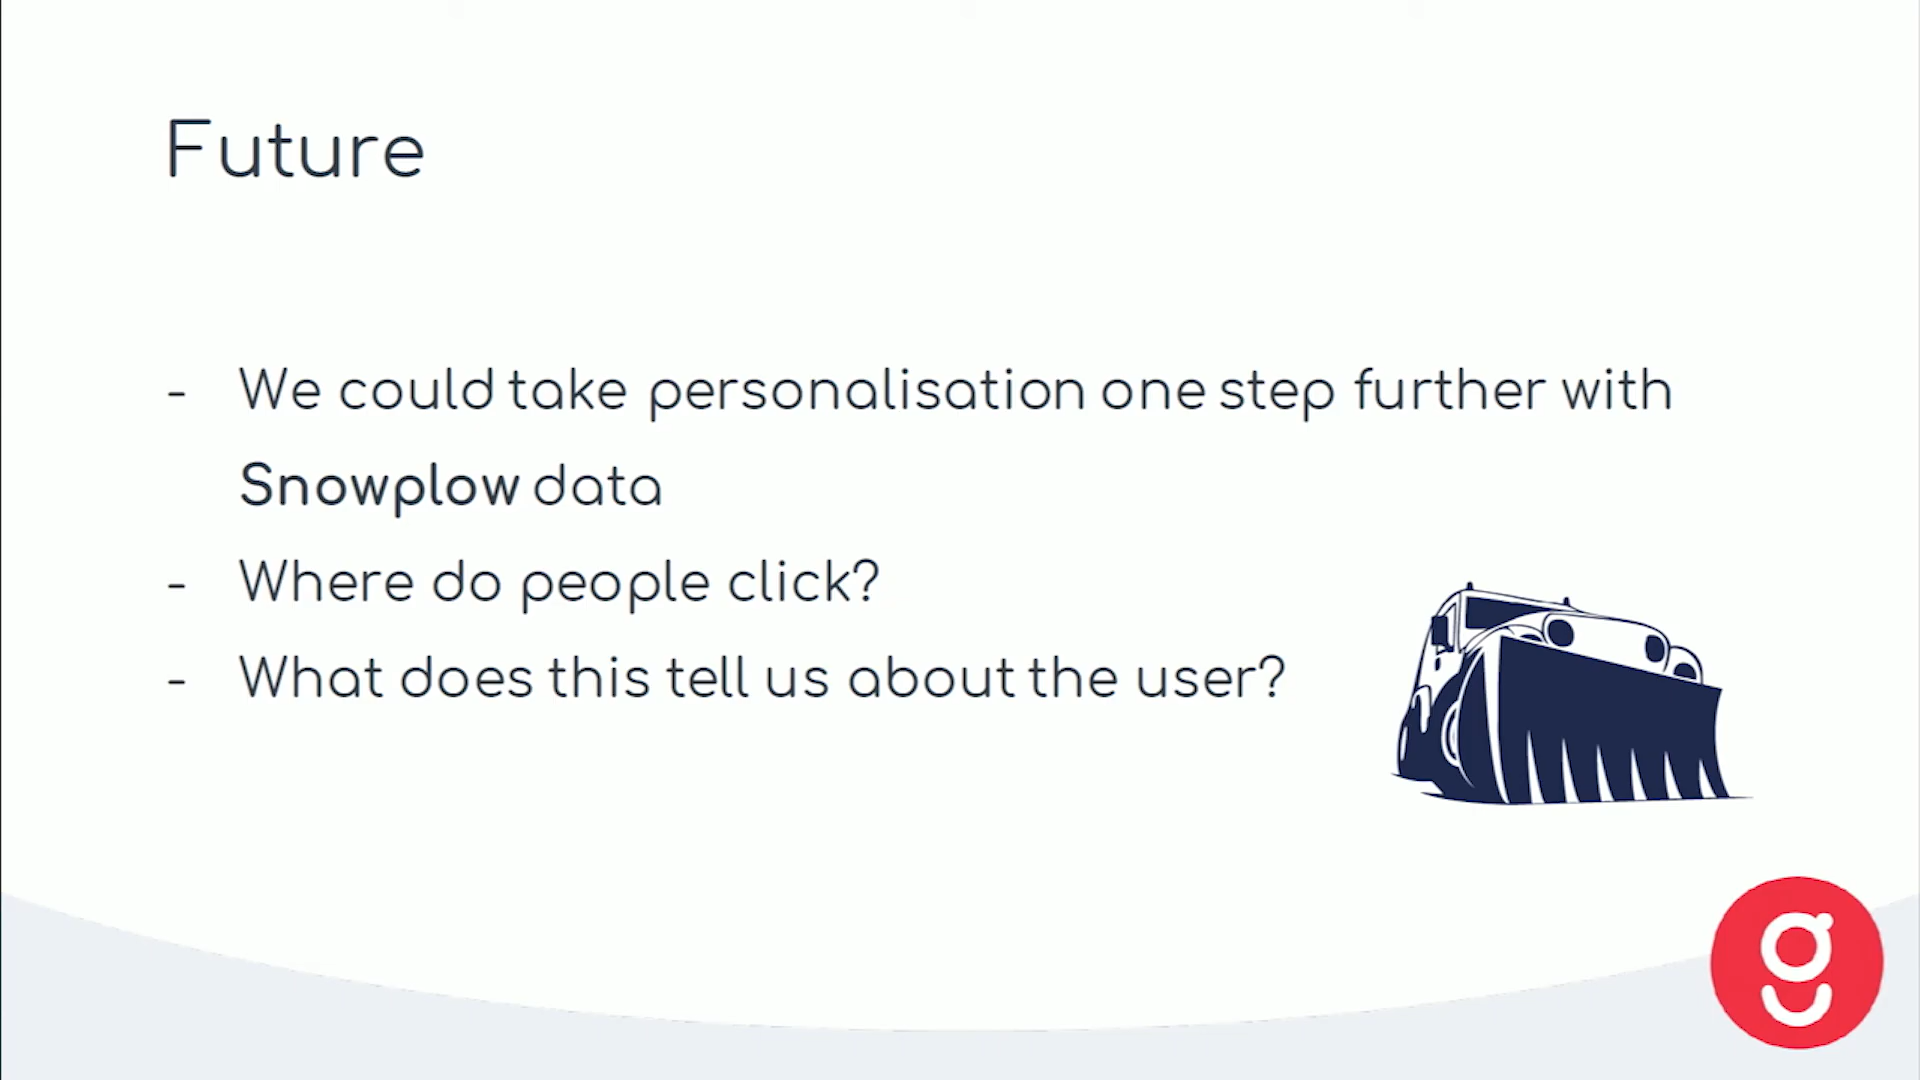 Future
- We could take personalisation one step further with
Snowplow data
- Where do people click?
- What does this tell us about the user?
g